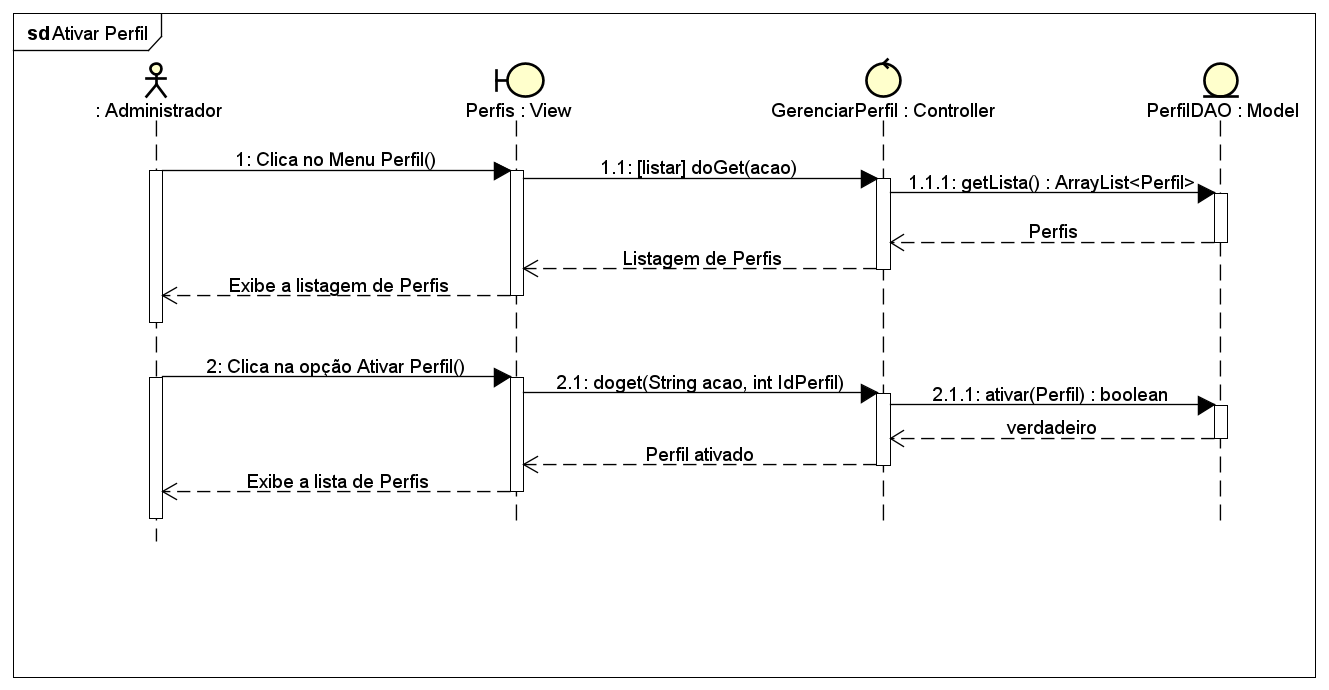 sd Ativar Perfil
: Administrador
Perfis : View
GerenciarPerfil : Controller
PerfilDAO : Model
1: Clica no Menu Perfil()
1.1: [listar] doGet(acao)
1.1.1: getLista() : ArrayList<Perfil>
Perfis
Listagem de Perfis
Exibe a listagem de Perfis
2: Clica na opção Ativar Perfil()
2.1: doget(String acao, int IdPerfil)
2.1.1: ativar(Perfil) : boolean
verdadeiro
Perfil ativado
Exibe a lista de Perfis